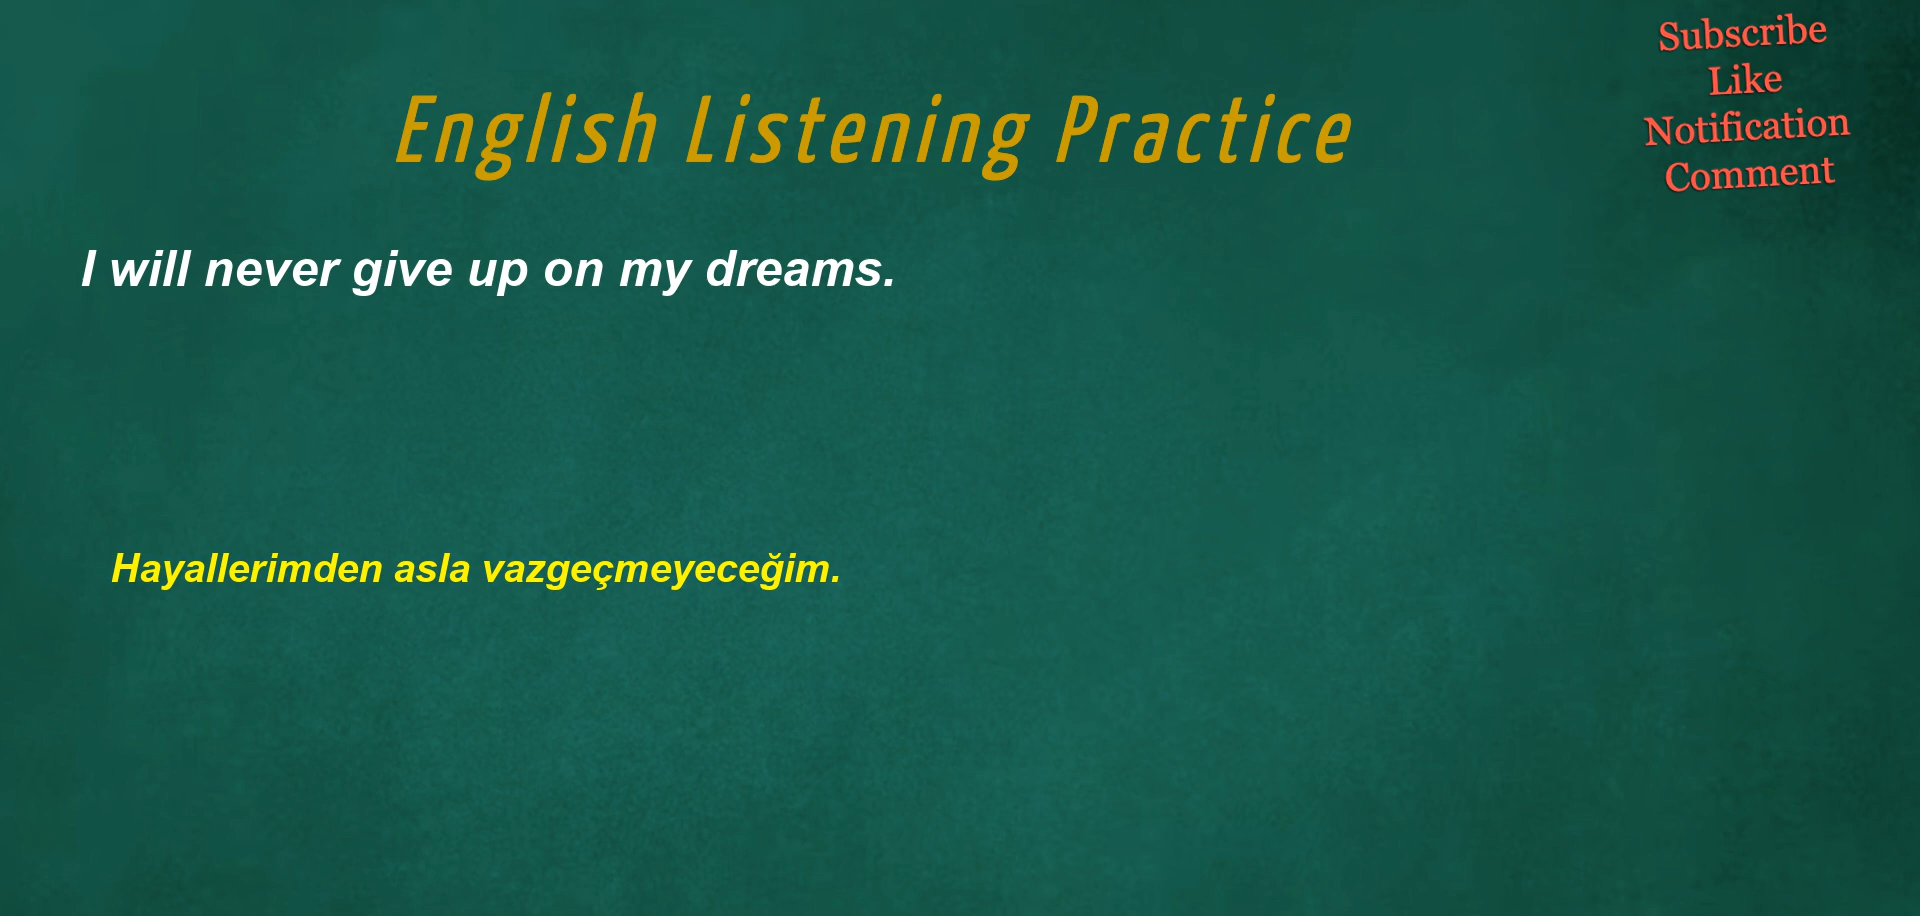 English Listening Practice
Subscribe
Like
Notification
Comment
I will never give up on my dreams.
Hayallerimden asla vazgeçmeyeceğim.